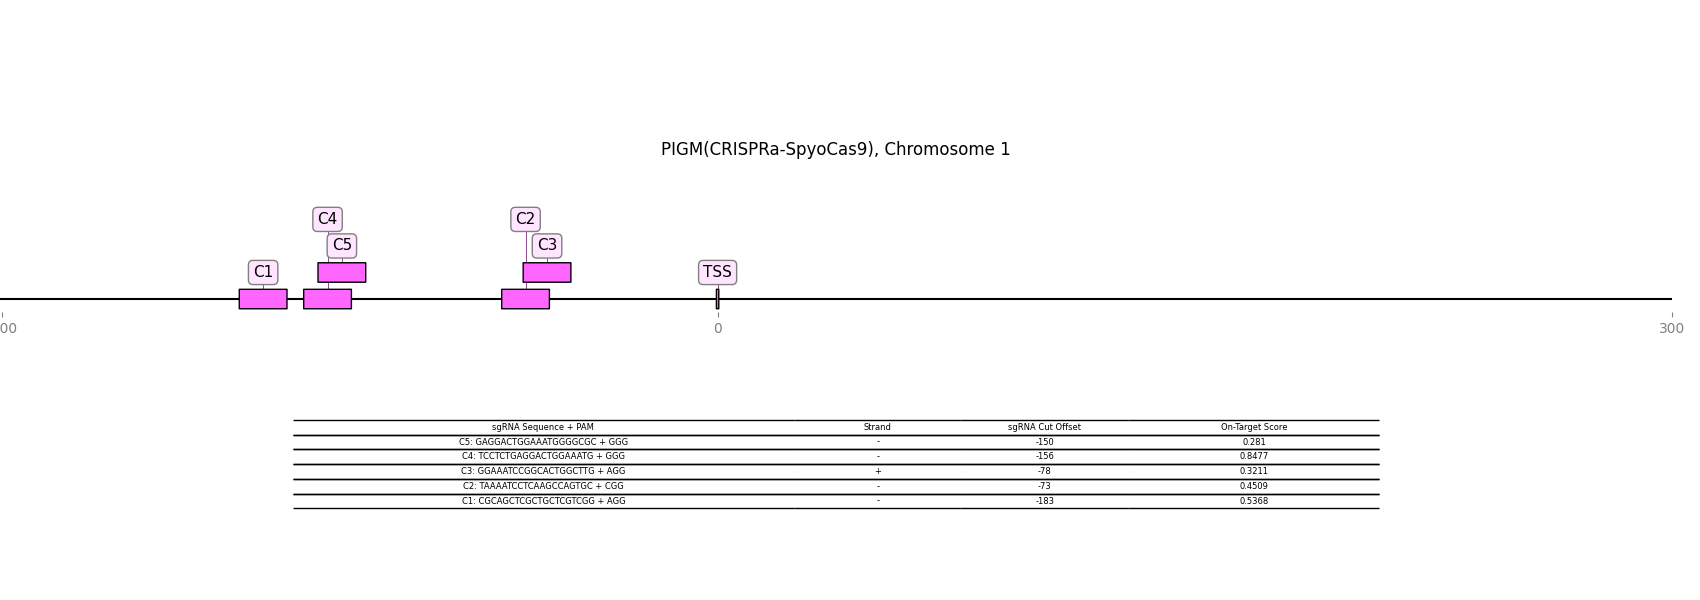 PIGM(CRISPRa-SpyoCas9), Chromosome 1
C4 C2
C5 C3
C1 TSS
00 0 300
sgRNA Sequence + PAM Strand sgRNA Cut Offset On-Target Score
C5: GAGGACTGGAAATGGGGCGC + GGG - -150 0.281
C4: TCCTCTGAGGACTGGAAATG + GGG - -156 0.8477
C3: GGAAATCCGGCACTGGCTTG + AGG + -78 0.3211
C2: TAAAATCCTCAAGCCAGTGC + CGG - -73 0.4509
C1: CGCAGCTCGCTGCTCGTCGG + AGG - -183 0.5368